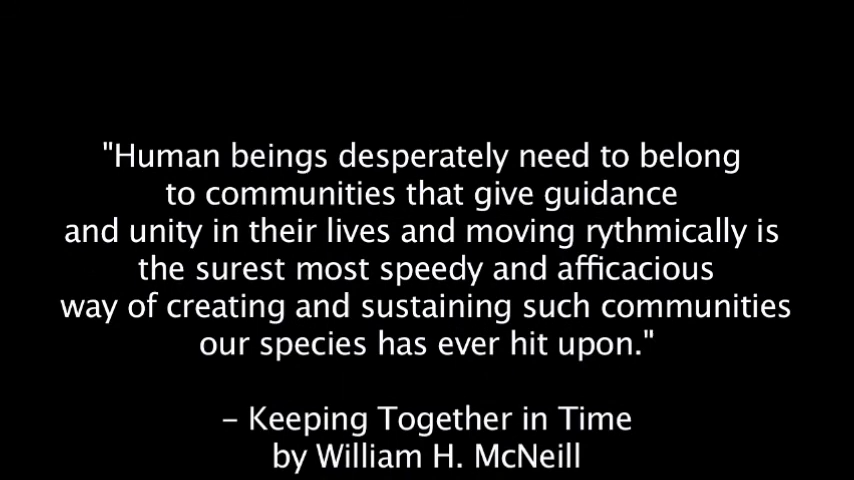 "Human beings desperately need to belong
to communities that give guidance
and unity in their lives and moving rythmically is
the surest most speedy and afficacious
way of creating and sustaining such communities
our species has ever hit upon."
– Keeping Together in Time
by William H. McNeill